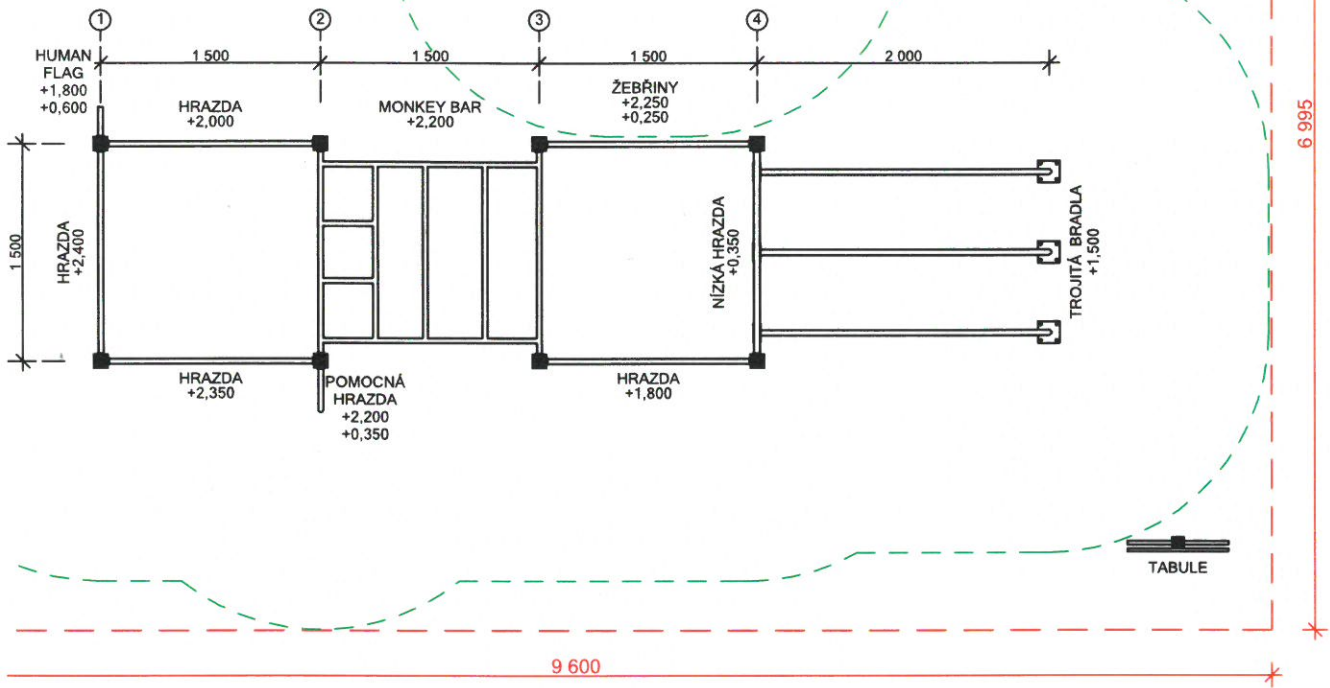 1
2
3
4
1 500
1 500
1 500
2 000
HUMAN
FLAG
+1,800
+0,600
HRAZDA
+2,000
MONKEY BAR
+2,200
ŽEBŘINY
+2,250
+0,250
6 995
1 500
HRAZDA
+2,400
NÍZKÁ HRAZDA
+0,350
TROJITÁ BRADLA
+1,500
HRAZDA
+2,350
POMOCNÁ
HRAZDA
+2,200
+0,350
HRAZDA
+1,800
TABULE
9 600